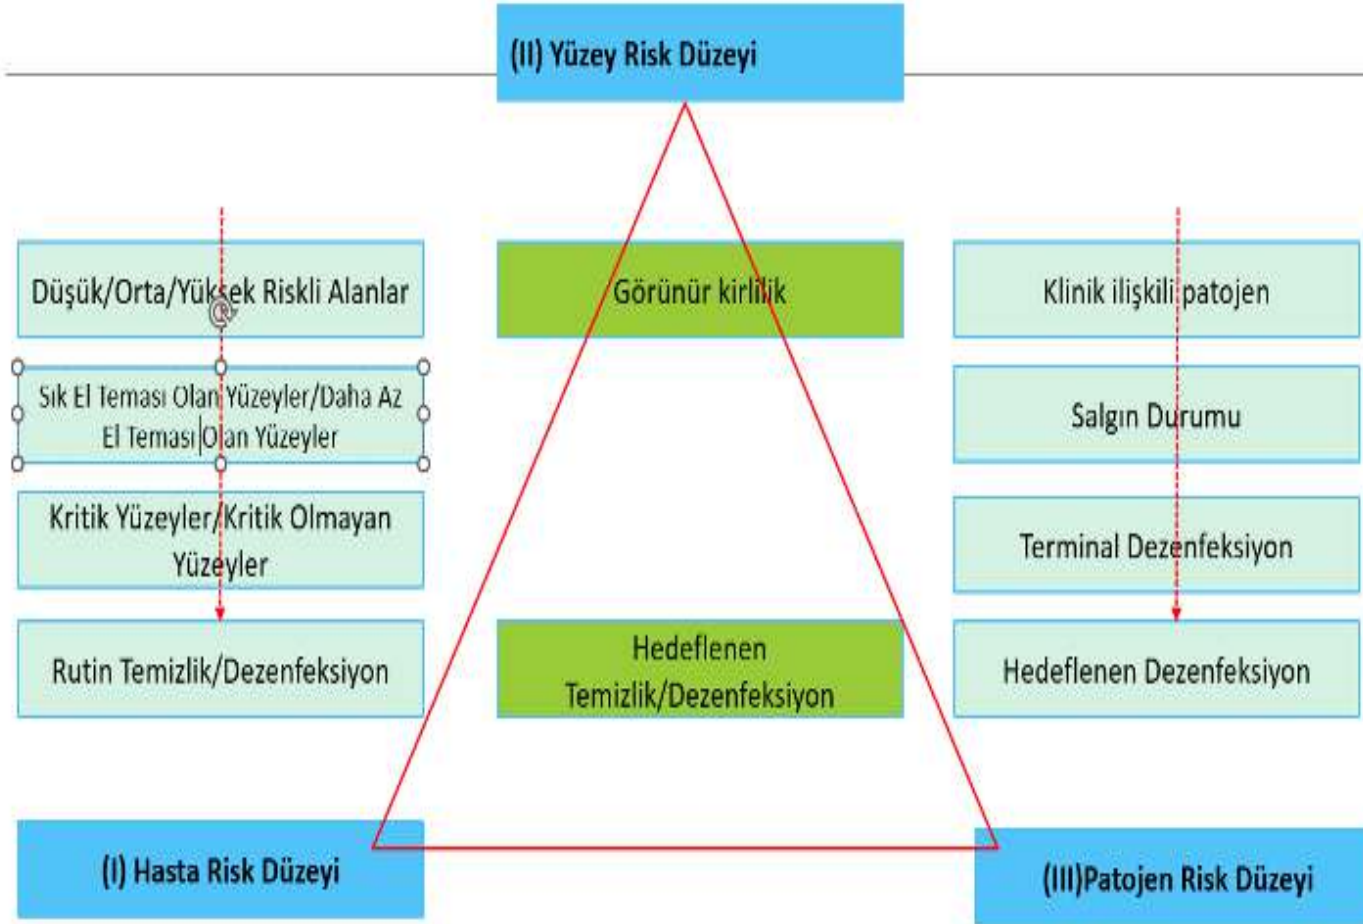 (II) Yüzey Risk Düzeyi
Düşük/Orta/Yüksek Riskli Alanlar
Görünür kirlilik
Klinik ilişkili patojen
Sık El Teması Olan Yüzeyler/Daha Az
El Teması Olan Yüzeyler
Salgın Durumu
Kritik Yüzeyler/Kritik Olmayan
Yüzeyler
Terminal Dezenfeksiyon
Rutin Temizlik/Dezenfeksiyon
Hedeflenen
Temizlik/Dezenfeksiyon
Hedeflenen Dezenfeksiyon
(I) Hasta Risk Düzeyi
(III)Patojen Risk Düzeyi